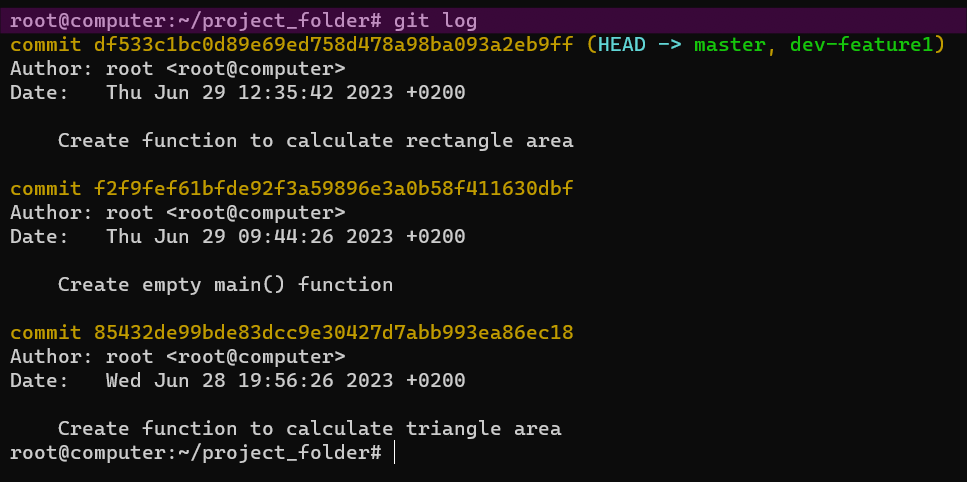 root@computer:~/project_folder# git log
commit df533c1bc0d89e69ed758d478a98ba093a2eb9ff (HEAD -> master, dev-feature1)
Author: root <root@computer>
Date:   Thu Jun 29 12:35:42 2023 +0200
    Create function to calculate rectangle area
commit f2f9fef61bfde92f3a59896e3a0b58f411630dbf
Author: root <root@computer>
Date:   Thu Jun 29 09:44:26 2023 +0200
    Create empty main() function
commit 85432de99bde83dcc9e30427d7abb993ea86ec18
Author: root <root@computer>
Date:   Wed Jun 28 19:56:26 2023 +0200
    Create function to calculate triangle area
root@computer:~/project_folder#